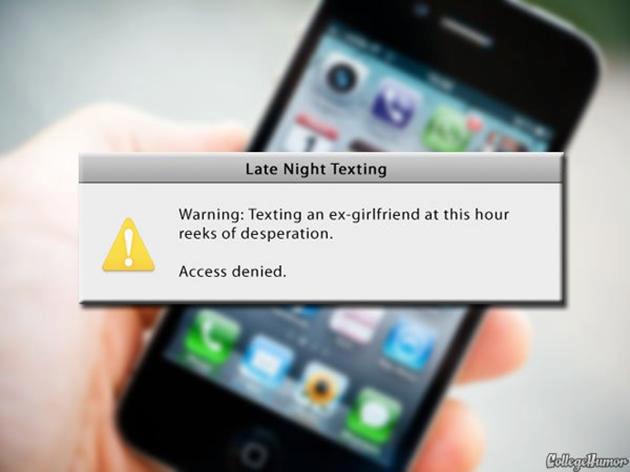 Late Night Texting
Warning: Texting an ex-girlfriend at this hour
reeks of desperation.
Access denied.
CollegeHumor